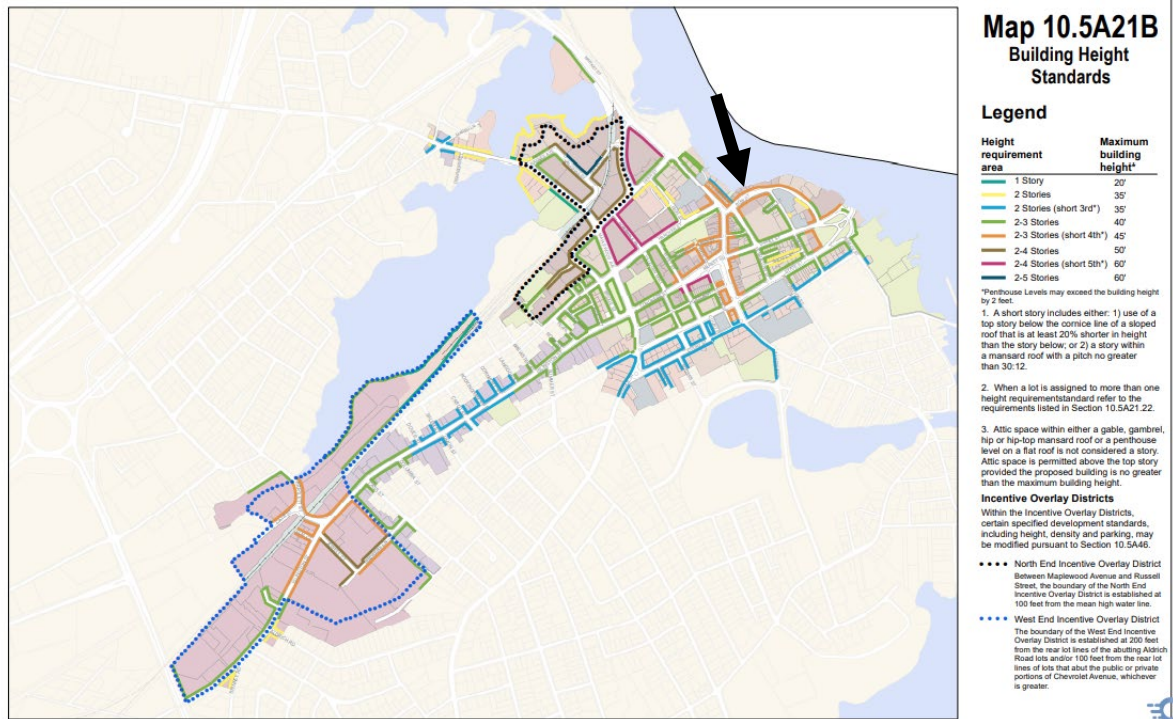 Map 10.5A21B
Building Height
Standards
Legend
Height
requirement
area
Maximum
building
height*
1 Story 20'
2 Stories 35'
2 Stories (short 3rd*) 35'
2-3 Stories 40'
2-3 Stories (short 4th*) 45'
2-4 Stories 50'
2-4 Stories (short 5th*) 60'
2-5 Stories 60'
*Penthouse Levels may exceed the building height
by 2 feet.
1. A short story includes either: 1) use of a
top story below the cornice line of a sloped
roof that is at least 20% shorter in height
than the story below; or 2) a story within
a mansard roof with a pitch no greater
than 30:12.
2. When a lot is assigned to more than one
height requirementstandard refer to the
requirements listed in Section 10.5A21.22.
3. Attic space within either a gable, gambrel,
hip or hip-top mansard roof or a penthouse
level on a flat roof is not considered a story.
Attic space is permitted above the top story
provided the proposed building is no greater
than the maximum building height.
Incentive Overlay Districts
Within the Incentive Overlay Districts,
certain specified development standards,
including height, density and parking, may
be modified pursuant to Section 10.5A46.
North End Incentive Overlay District
Between Maplewood Avenue and Russell
Street, the boundary of the North End
Incentive Overlay District is established at
100 feet from the mean high water line.
West End Incentive Overlay District
The boundary of the West End Incentive
Overlay District is established at 200 feet
from the rear lot lines of the abutting Aldrich
Road lots and/or 100 feet from the rear lot
lines of lots that abut the public or private
portions of Chevrolet Avenue, whichever
is greater.